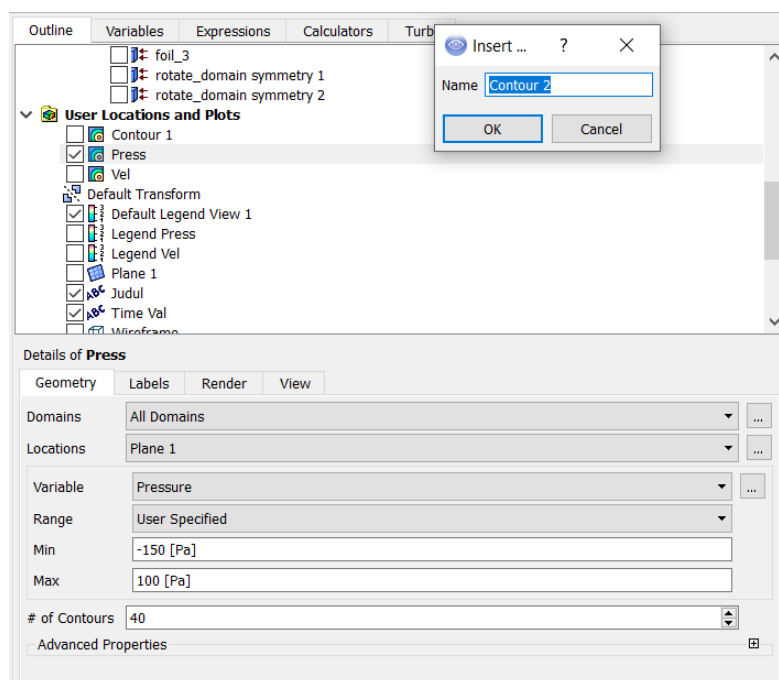 Outline Variables Expressions Calculators Turb
Insert ... ?
Name Contour 2
OK Cancel
foil_3
rotate_domain symmetry 1
rotate_domain symmetry 2
User Locations and Plots
Contour 1
Press
Vel
Default Transform
Default Legend View 1
Legend Press
Legend Vel
Plane 1
ABC Judul
ABC Time Val
Wireframe
Details of Press
Geometry Labels Render View
Domains All Domains ...
Locations Plane 1 ...
Variable Pressure ...
Range User Specified
Min -150 [Pa]
Max 100 [Pa]
# of Contours 40
Advanced Properties